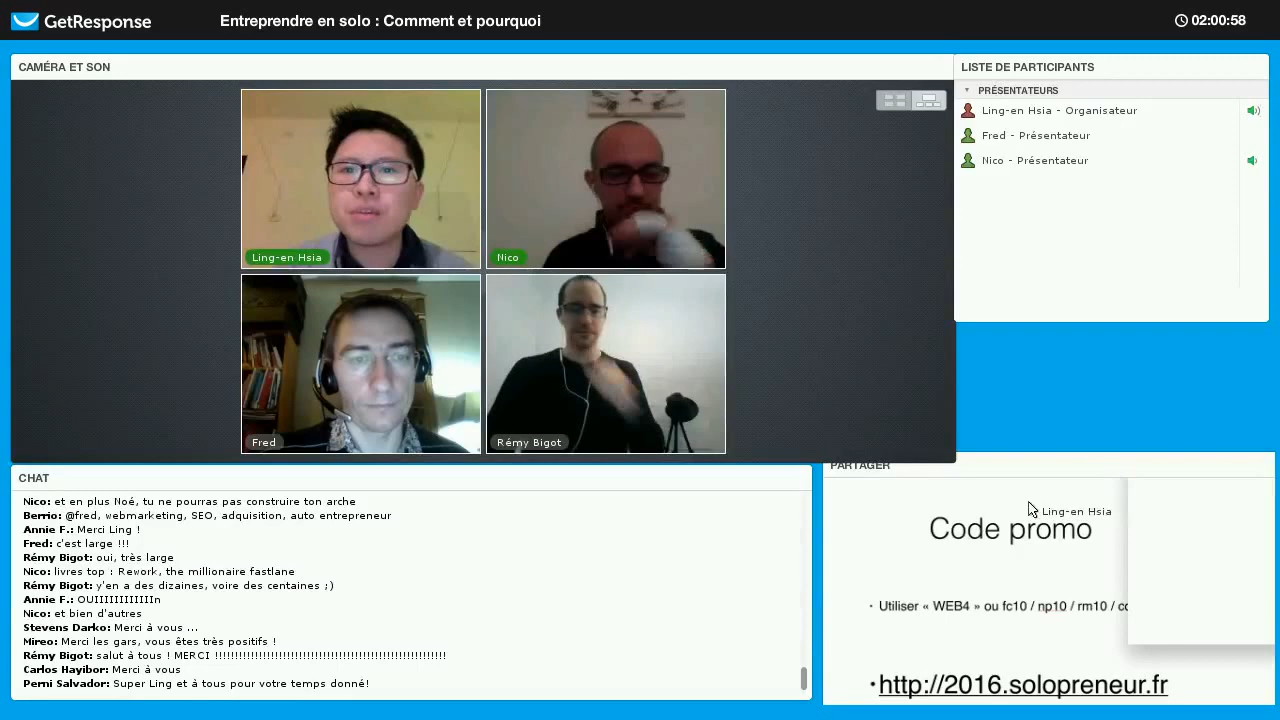 GetResponse
Entreprendre en solo : Comment et pourquoi
02:00:58
CAMÉRA ET SON
Ling-en Hsia
Nico
Fred
Rémy Bigot
LISTE DE PARTICIPANTS
PRÉSENTATEURS
Ling-en Hsia - Organisateur
Fred - Présentateur
Nico - Présentateur
CHAT
Nico: et en plus Noé, tu ne pourras pas construire ton arche
Berrio: @fred, webmarketing, SEO, adquisition, auto entrepreneur
Annie F.: Merci Ling !
Fred: c'est large !!!
Rémy Bigot: oui, très large
Nico: livres top : Rework, the millionaire fastlane
Rémy Bigot: y'en a des dizaines, voire des centaines ;)
Annie F.: OUIIIIIIIIIIIIn
Nico: et bien d'autres
Stevens Darko: Merci à vous ...
Mireo: Merci les gars, vous êtes très positifs !
Rémy Bigot: salut à tous ! MERCI !!!!!!!!!!!!!!!!!!!!!!!!!!!!!!!!!!!!!!!!!!!!!!!!!!!!!!!!!!
Carlos Hayibor: Merci à vous
Perni Salvador: Super Ling et à tous pour votre temps donné!
PARTAGER
Ling-en Hsia
Code promo
• Utiliser « WEB4 » ou fc10 / np10 / rm10 /
• http://2016.solopreneur.fr